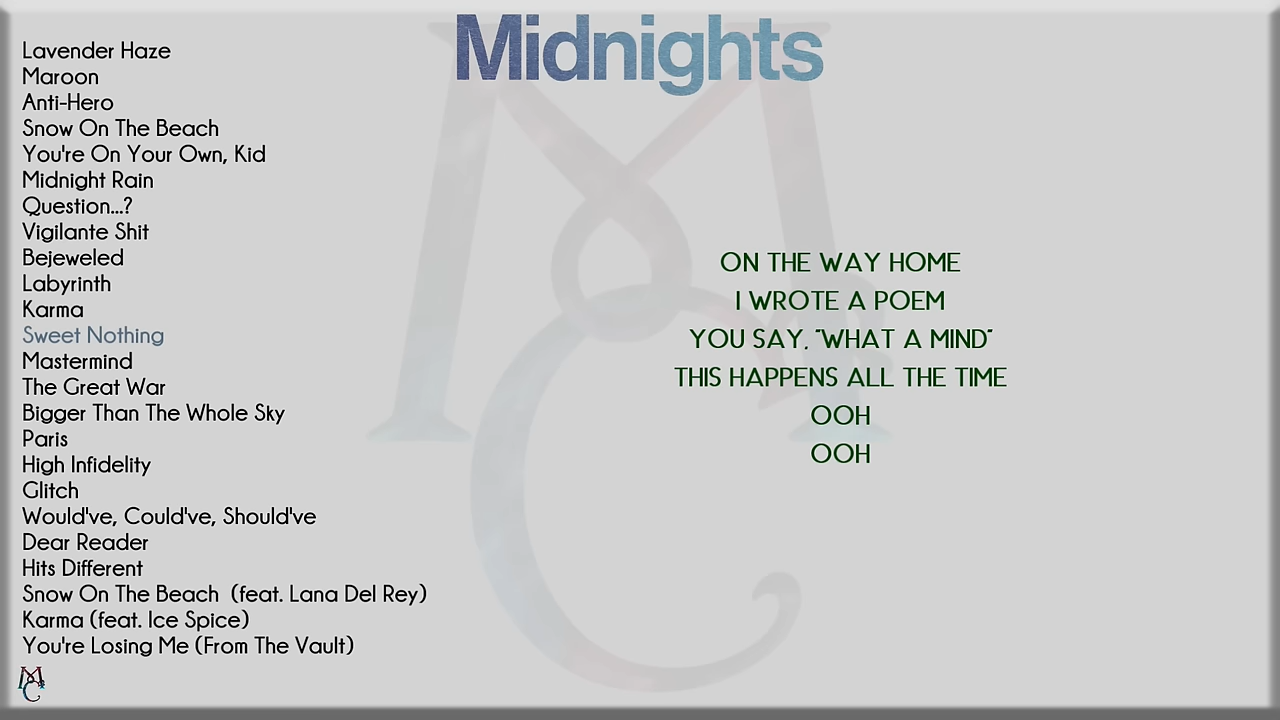 Midnights
Lavender Haze
Maroon
Anti-Hero
Snow On The Beach
You're On Your Own, Kid
Midnight Rain
Question...?
Vigilante Shit
Bejeweled
Labyrinth
Karma
Sweet Nothing
Mastermind
The Great War
Bigger Than The Whole Sky
Paris
High Infidelity
Glitch
Would've, Could've, Should've
Dear Reader
Hits Different
Snow On The Beach  (feat. Lana Del Rey)
Karma (feat. Ice Spice)
You're Losing Me (From The Vault)
ON THE WAY HOME
I WROTE A POEM
YOU SAY, "WHAT A MIND"
THIS HAPPENS ALL THE TIME
OOH
OOH